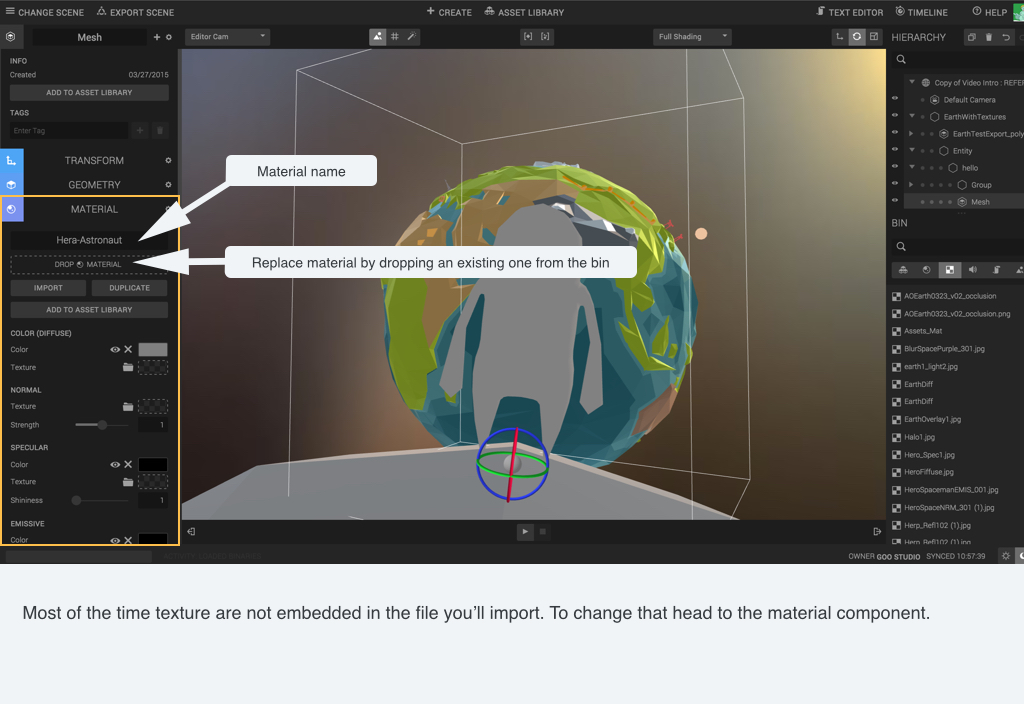 CHANGE SCENE
EXPORT SCENE
CREATE
ASSET LIBRARY
TEXT EDITOR
TIMELINE
HELP
Mesh
Editor Cam
Full Shading
HIERARCHY
INFO
Created 03/27/2015
ADD TO ASSET LIBRARY
TAGS
Enter Tag
TRANSFORM
GEOMETRY
MATERIAL
Hera-Astronaut
DROP MATERIAL
IMPORT
DUPLICATE
ADD TO ASSET LIBRARY
COLOR (DIFFUSE)
Color
Texture
NORMAL
Texture
Strength 1
SPECULAR
Color
Texture
Shininess 1
EMISSIVE
Color
Material name
Replace material by dropping an existing one from the bin
Copy of Video Intro : REFER
Default Camera
EarthWithTextures
EarthTestExport_poly
Entity
hello
Group
Mesh
BIN
AOEarth0323_v02_occlusion
AOEarth0323_v02_occlusion.png
Assets_Mat
BlurSpacePurple_301.jpg
earth1_light2.jpg
EarthDiff
EarthDiff
EarthOverlay1.jpg
Halo1.jpg
Hero_Spec1.jpg
HeroFiffuse.jpg
HeroSpacemanEMIS_001.jpg
HeroSpaceNRM_301 (1).jpg
Herp_Refl102 (1).jpg
Herp_Refl102 (1).jpg
OWNER GOO STUDIO SYNCED 10:57:39
Most of the time texture are not embedded in the file you'll import. To change that head to the material component.